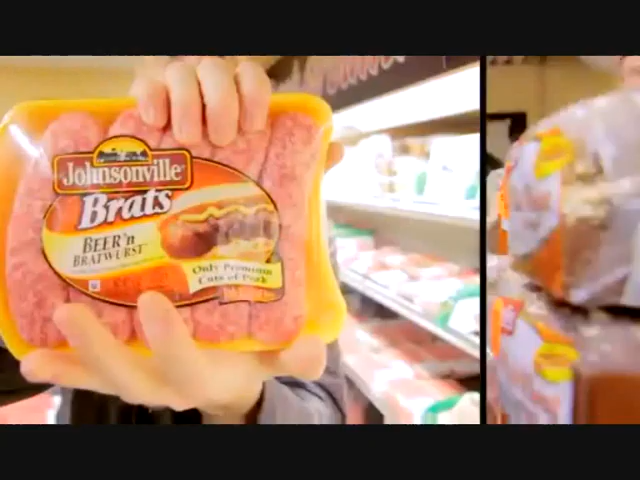 Johnsonville
Brats
BEER'n
BRATWURST
Only Premium
Cuts of Pork